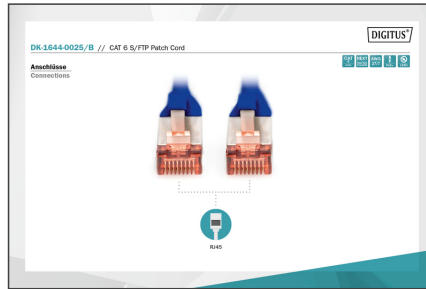 DIGITUS®
DK-1644-0025/B // CAT 6 S/FTP Patch Cord
Anschlüsse
Connections
RJ45